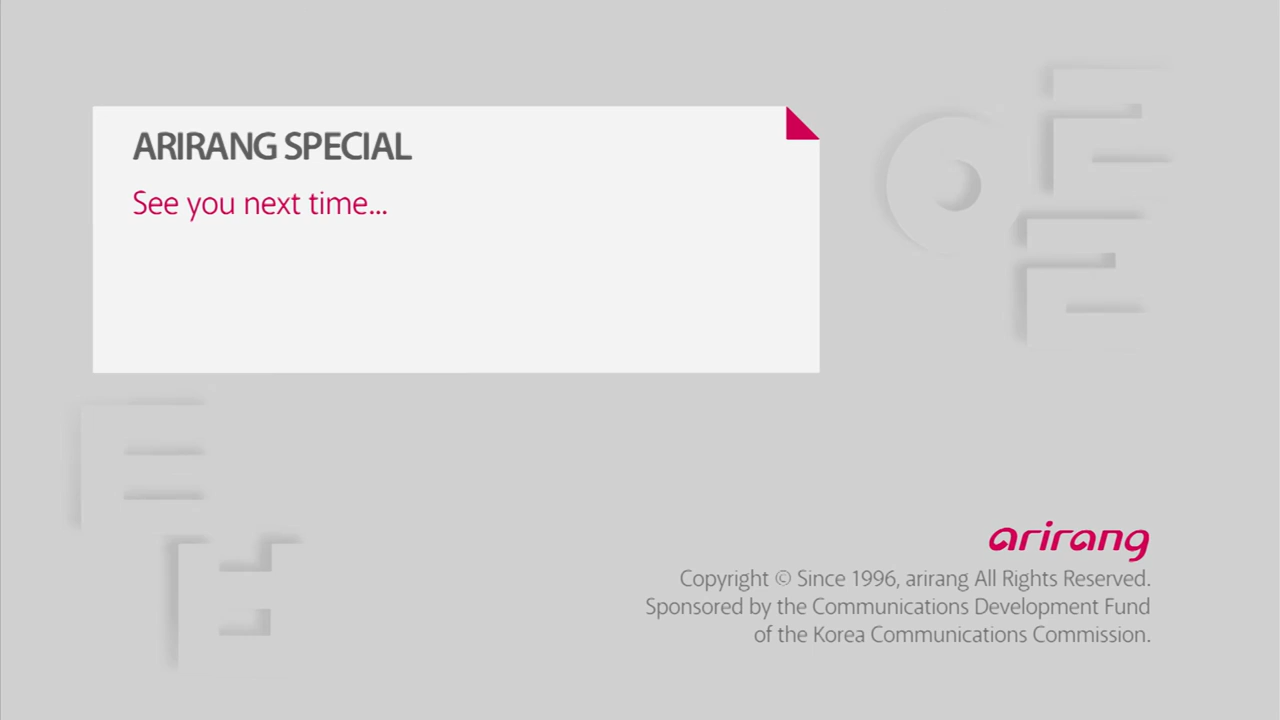 ARIRANG SPECIAL
See you next time...
arirang
Copyright © Since 1996, arirang All Rights Reserved.
Sponsored by the Communications Development Fund
of the Korea Communications Commission.